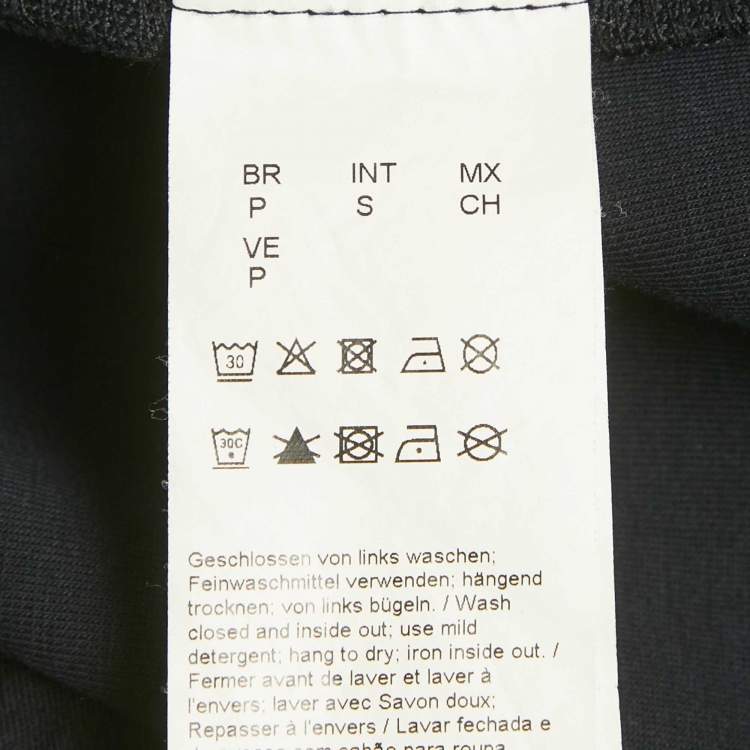 BR INT MX
P S CH
VE
P
30
30C
Geschlossen von links waschen;
Feinwaschmittel verwenden; hängend
trocknen; von links bügeln. / Wash
closed and inside out; use mild
detergent; hang to dry; iron inside out. /
Fermer avant de laver et laver à
l'envers; laver avec Savon doux;
Repasser à l'envers / Lavar fechada e
para roupa